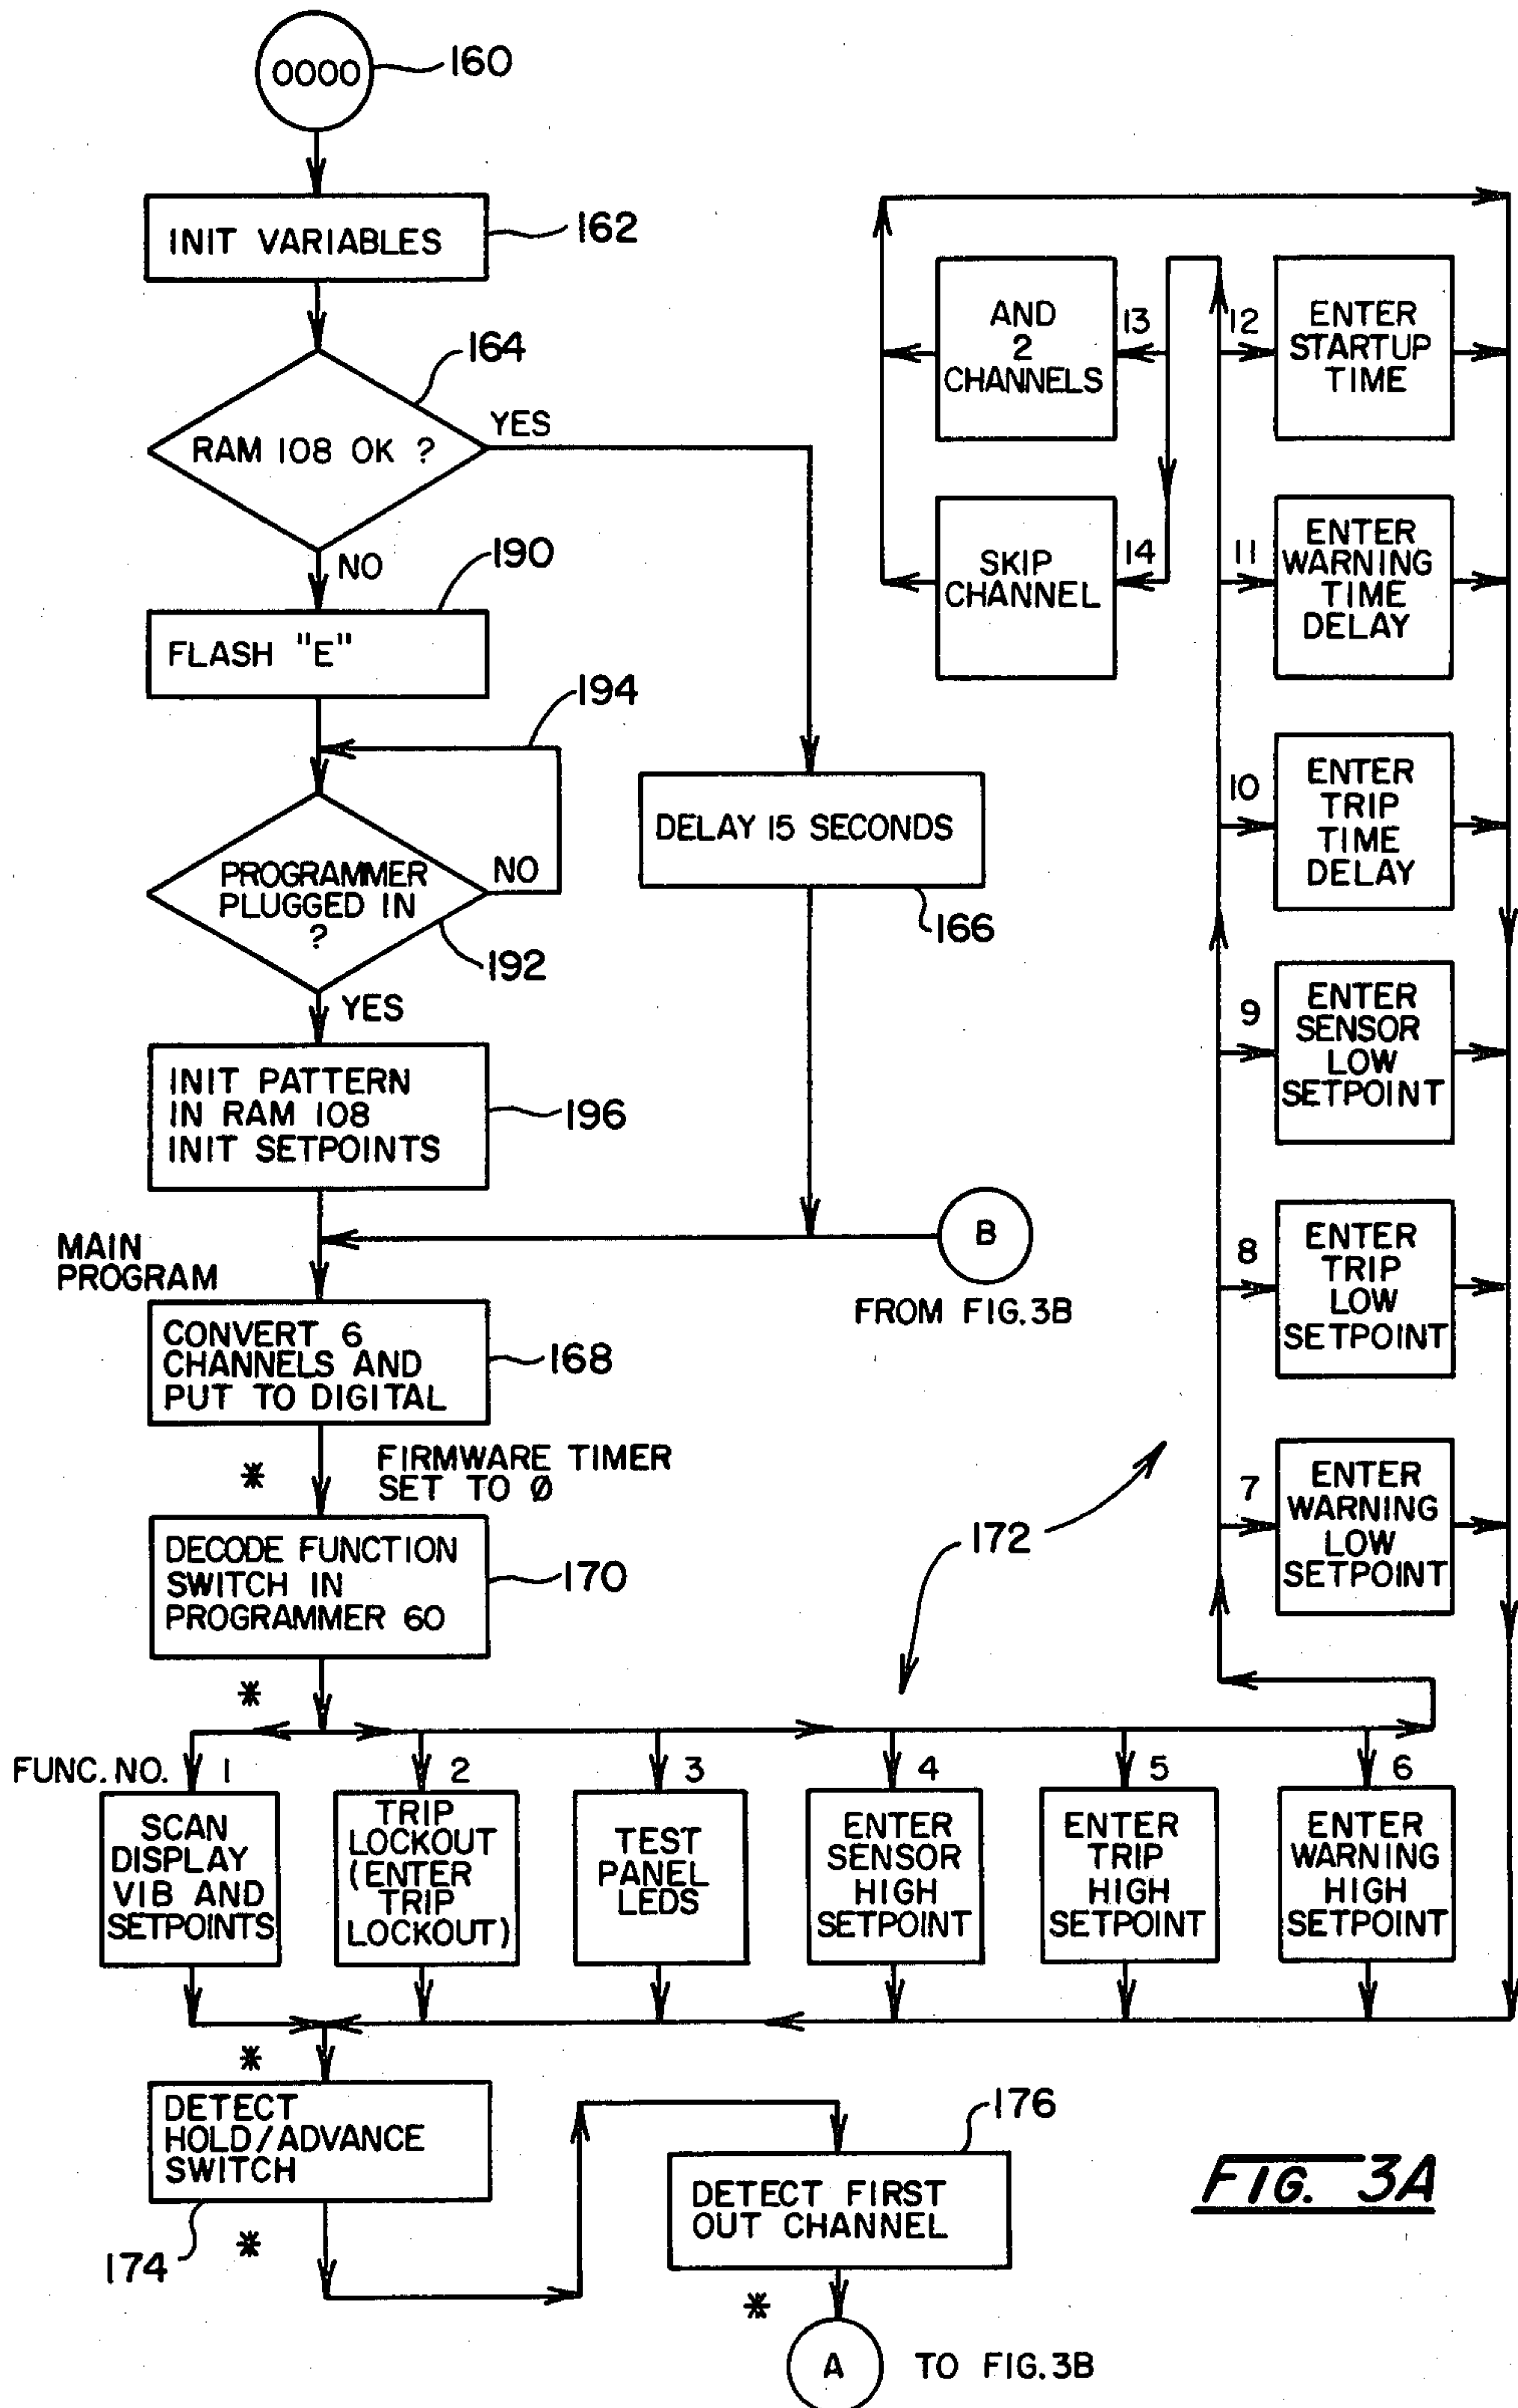 0000
160
INIT VARIABLES
162
164
RAM 108 OK ?
YES
NO
190
FLASH "E"
194
PROGRAMMER
PLUGGED IN
?
NO
192
YES
DELAY 15 SECONDS
166
INIT PATTERN
IN RAM 108
INIT SETPOINTS
196
MAIN
PROGRAM
B
FROM FIG.3B
CONVERT 6
CHANNELS AND
PUT TO DIGITAL
168
*
FIRMWARE TIMER
SET TO Ø
DECODE FUNCTION
SWITCH IN
PROGRAMMER 60
170
*
172
AND
2
CHANNELS
13
SKIP
CHANNEL
14
12
ENTER
STARTUP
TIME
11
ENTER
WARNING
TIME
DELAY
10
ENTER
TRIP
TIME
DELAY
9
ENTER
SENSOR
LOW
SETPOINT
8
ENTER
TRIP
LOW
SETPOINT
7
ENTER
WARNING
LOW
SETPOINT
FUNC. NO. 1
SCAN
DISPLAY
VIB AND
SETPOINTS
2
TRIP
LOCKOUT
(ENTER
TRIP
LOCKOUT)
3
TEST
PANEL
LEDS
4
ENTER
SENSOR
HIGH
SETPOINT
5
ENTER
TRIP
HIGH
SETPOINT
6
ENTER
WARNING
HIGH
SETPOINT
*
DETECT
HOLD/ADVANCE
SWITCH
174
*
176
DETECT FIRST
OUT CHANNEL
*
A
TO FIG.3B
FIG. 3A